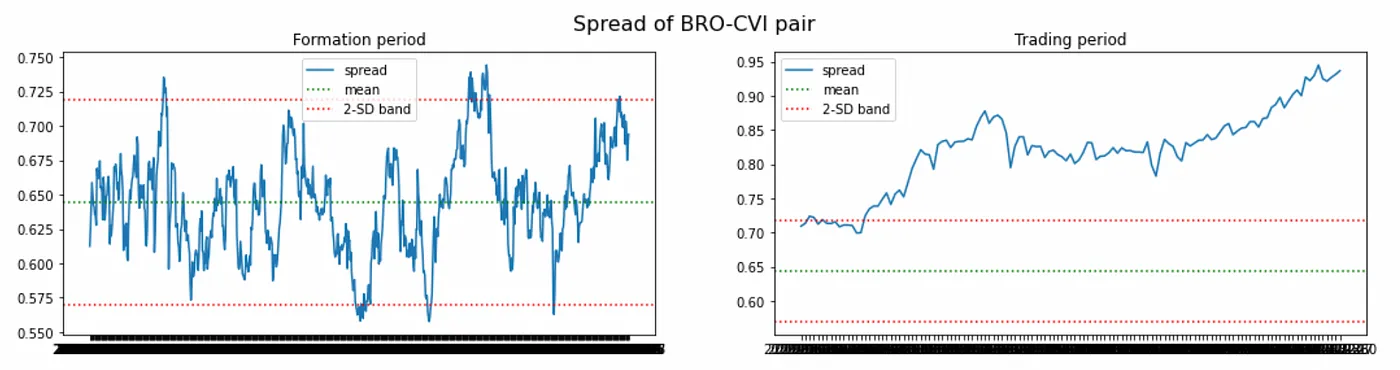 Spread of BRO-CVI pair
Formation period
0.750
0.725
0.700
0.675
0.650
0.625
0.600
0.575
0.550
spread
mean
2-SD band
Trading period
0.95
0.90
0.85
0.80
0.75
0.70
0.65
0.60
spread
mean
2-SD band